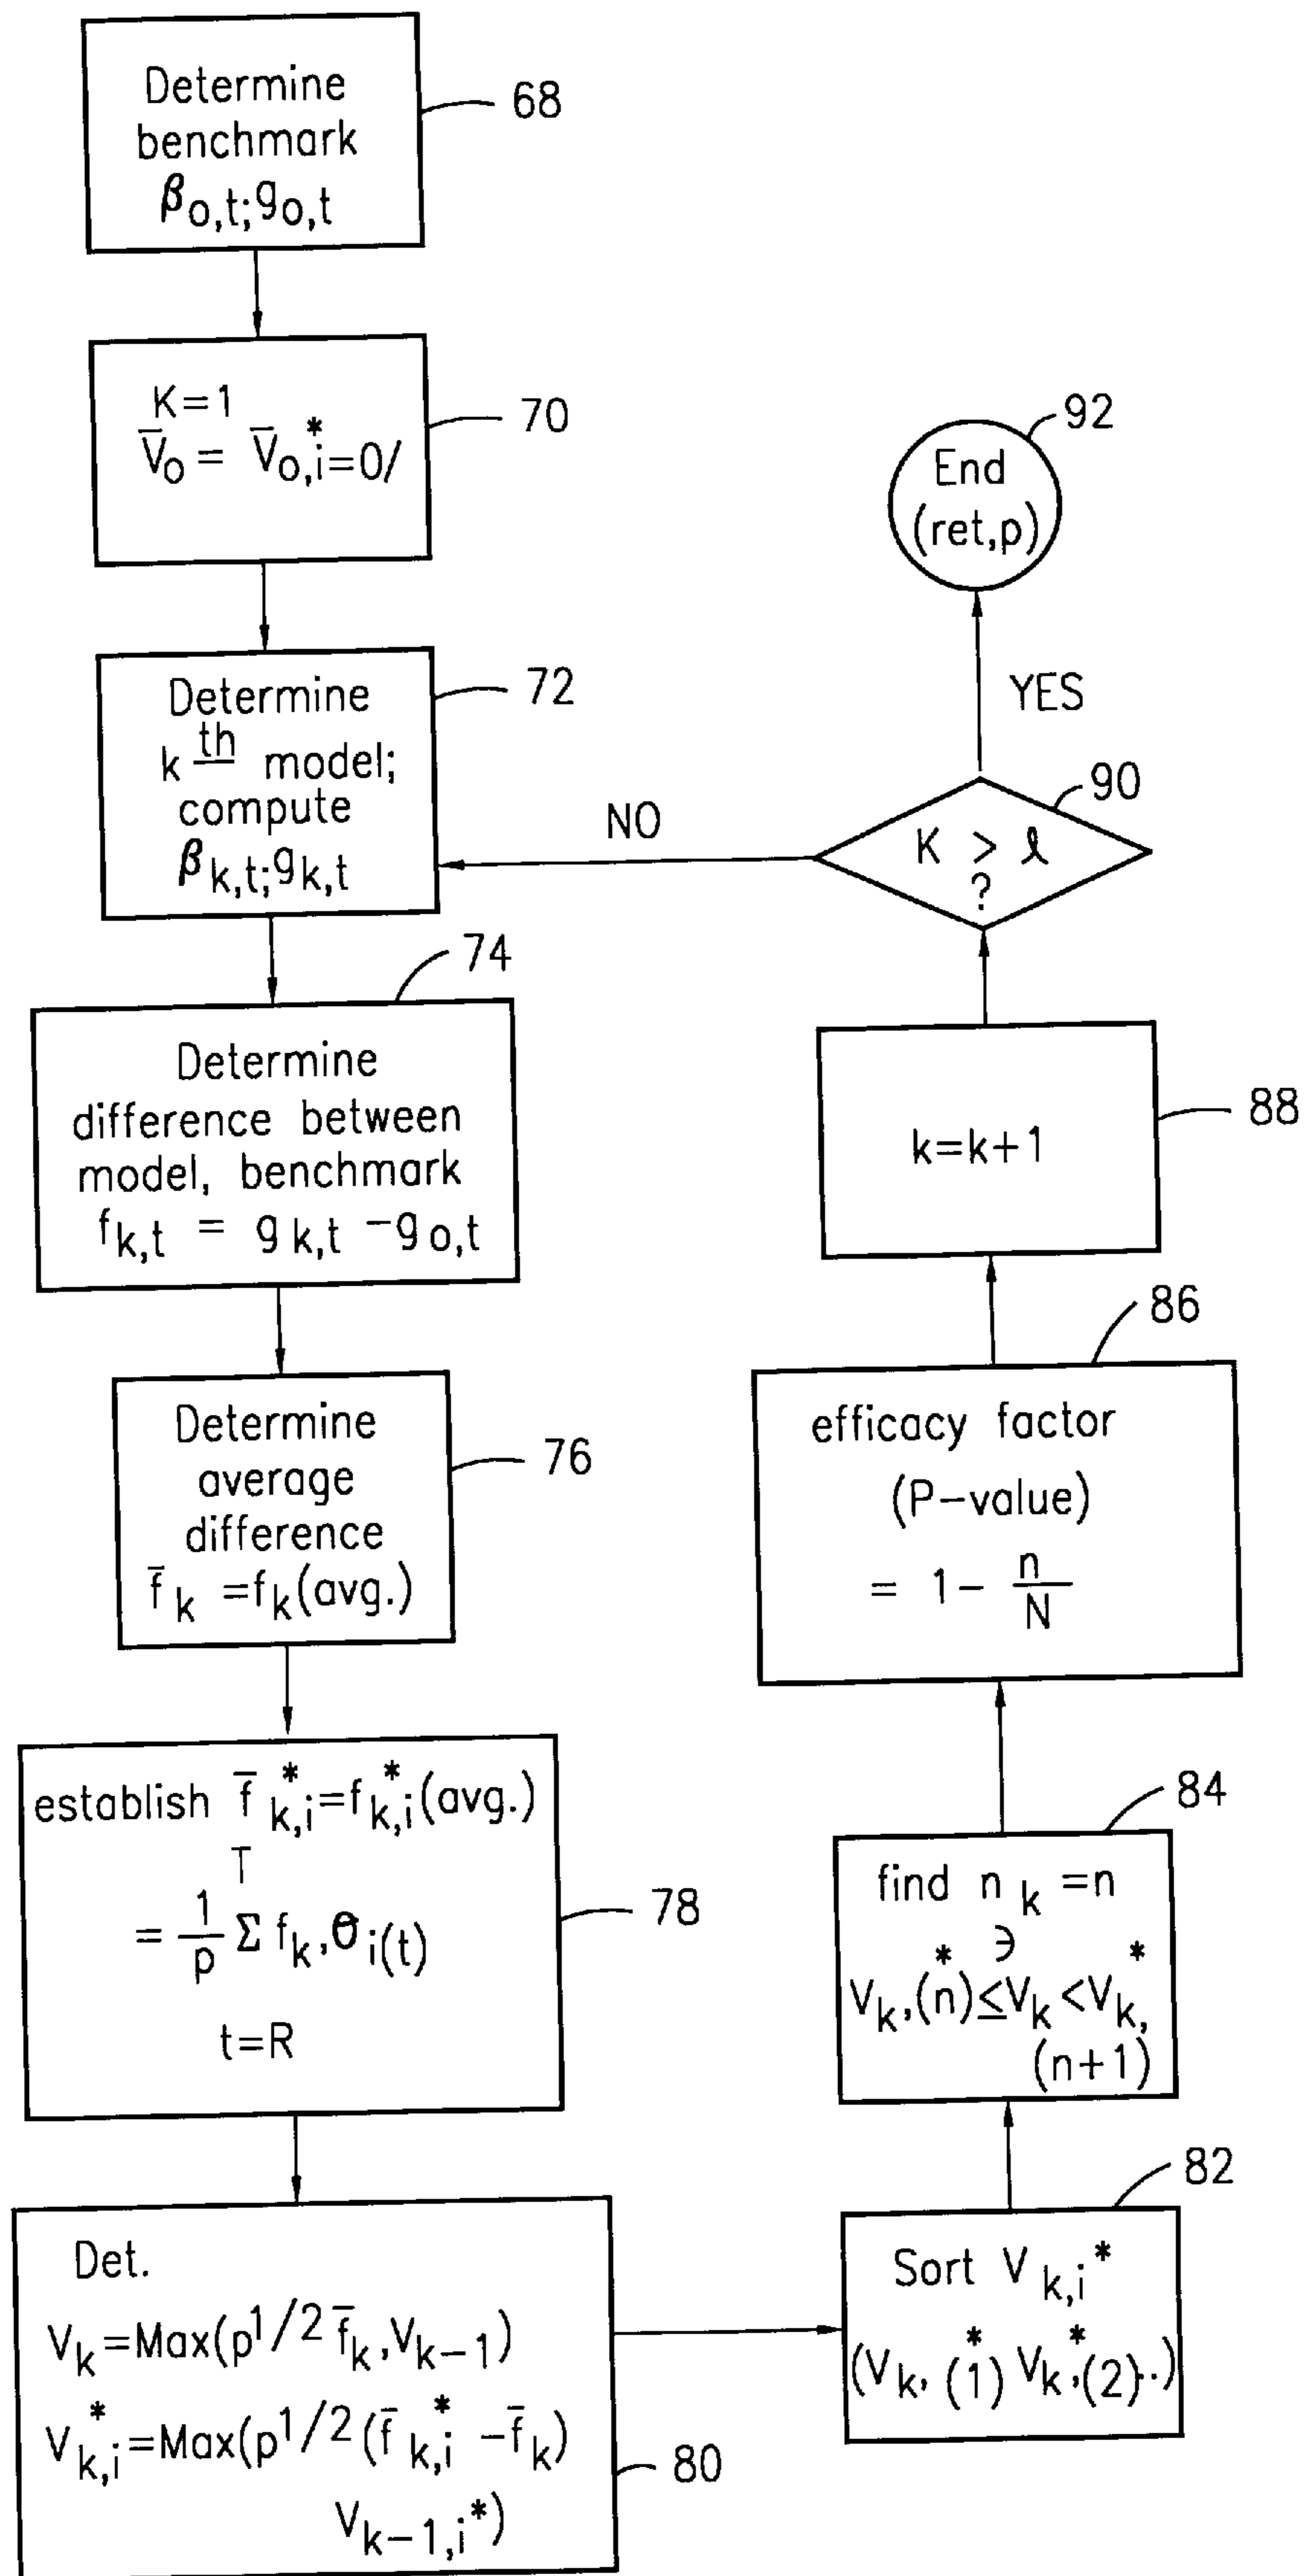 Determine
benchmark
β₀,t;g₀,t
68
K=1
V̄₀ = V̄₀,i*=0/
70
Determine
k th model;
compute
βk,t;gk,t
72
Determine
difference between
model, benchmark
fk,t = gk,t −g₀,t
74
Determine
average
difference
f̄k =fk(avg.)
76
establish f̄*k,i=f*k,i(avg.)
T
= 1/p Σ fk,θi(t)
t=R
78
Det.
Vk=Max(p1/2 f̄k,Vk−1)
V*k,i=Max(p1/2(f̄*k,i −f̄k)
Vk−1,i*)
80
Sort Vk,i*
(Vk,*(1) Vk,*(2)..)
82
find nk =n
∋
Vk,(n)*≤Vk<Vk,*
(n+1)
84
efficacy factor
(P−value)
= 1− n/N
86
k=k+1
88
K > ℓ
?
90
NO
YES
End
(ret,p)
92